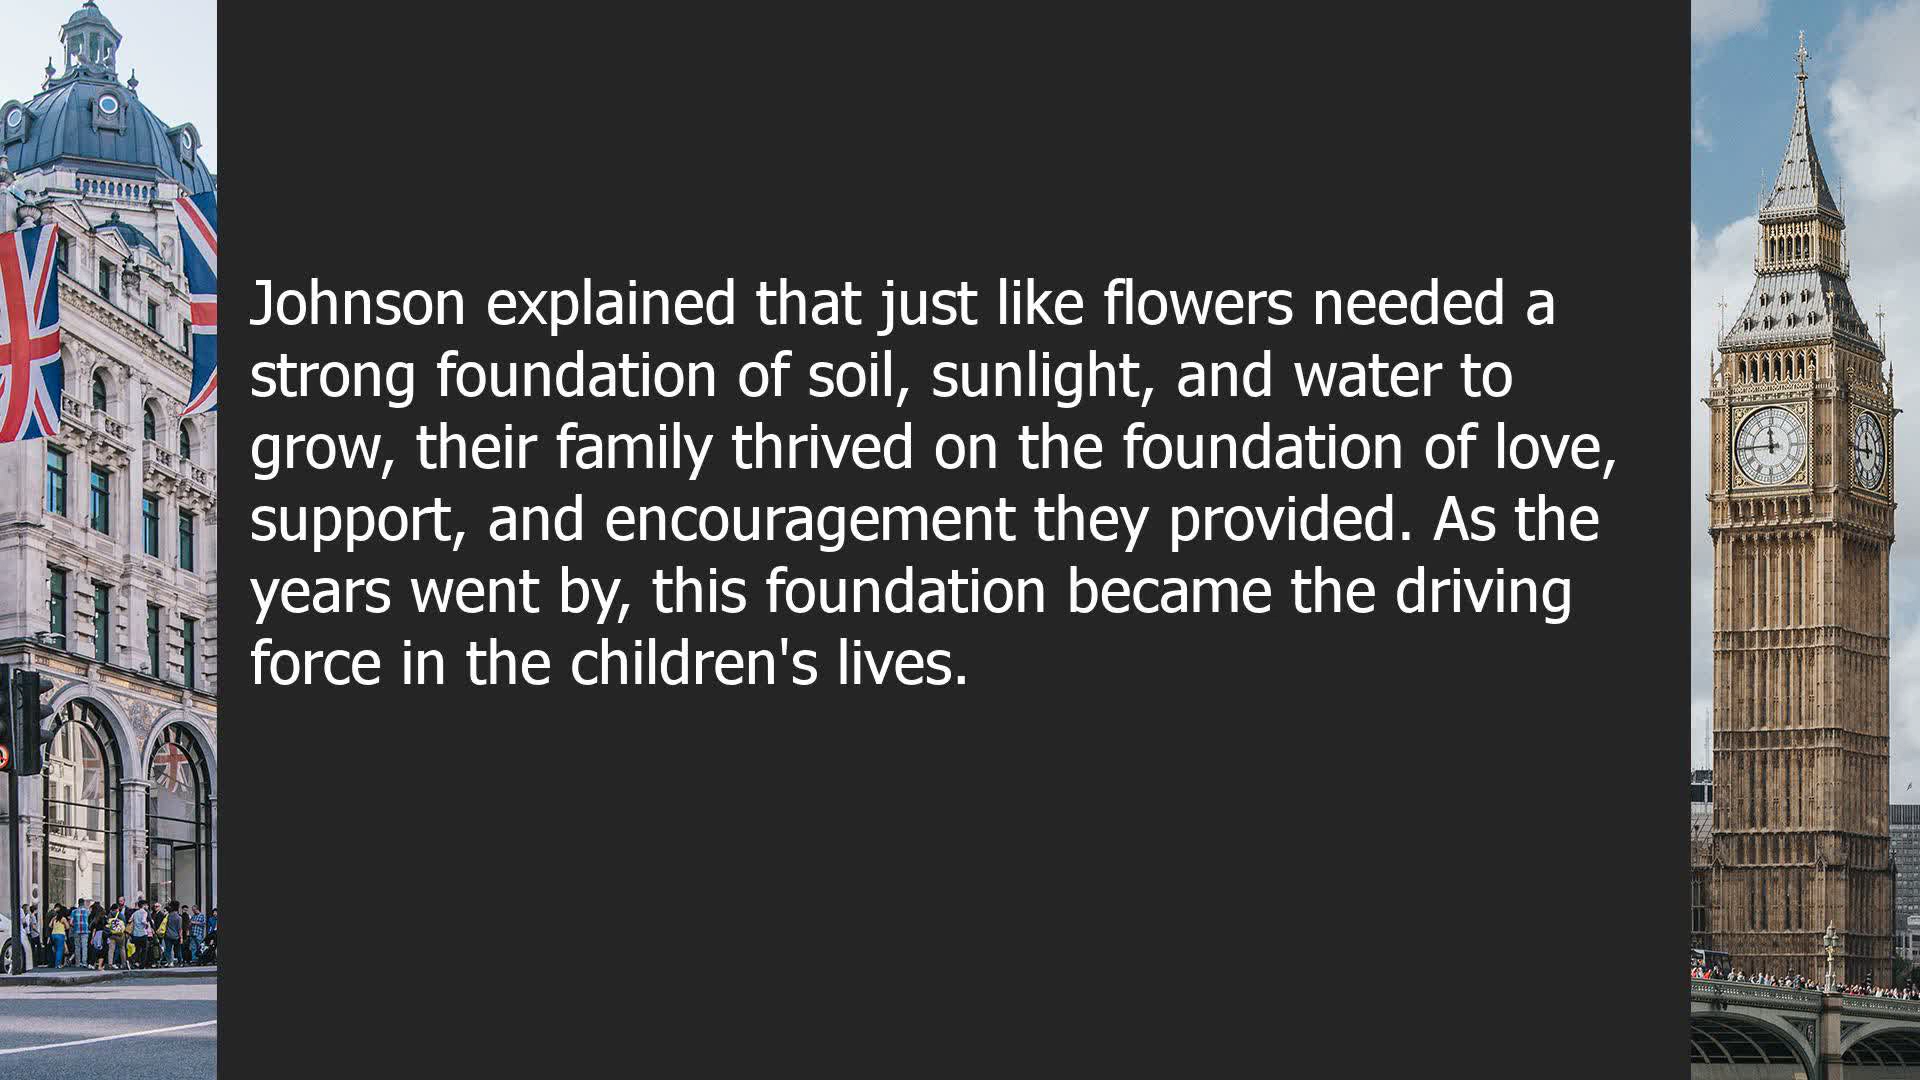 Johnson explained that just like flowers needed a
strong foundation of soil, sunlight, and water to
grow, their family thrived on the foundation of love,
support, and encouragement they provided. As the
years went by, this foundation became the driving
force in the children's lives.